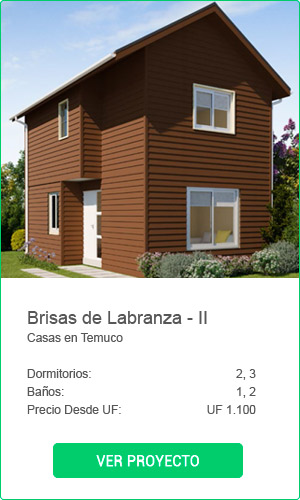 Brisas de Labranza - II
Casas en Temuco
Dormitorios: 2, 3
Baños: 1, 2
Precio Desde UF: UF 1.100
VER PROYECTO